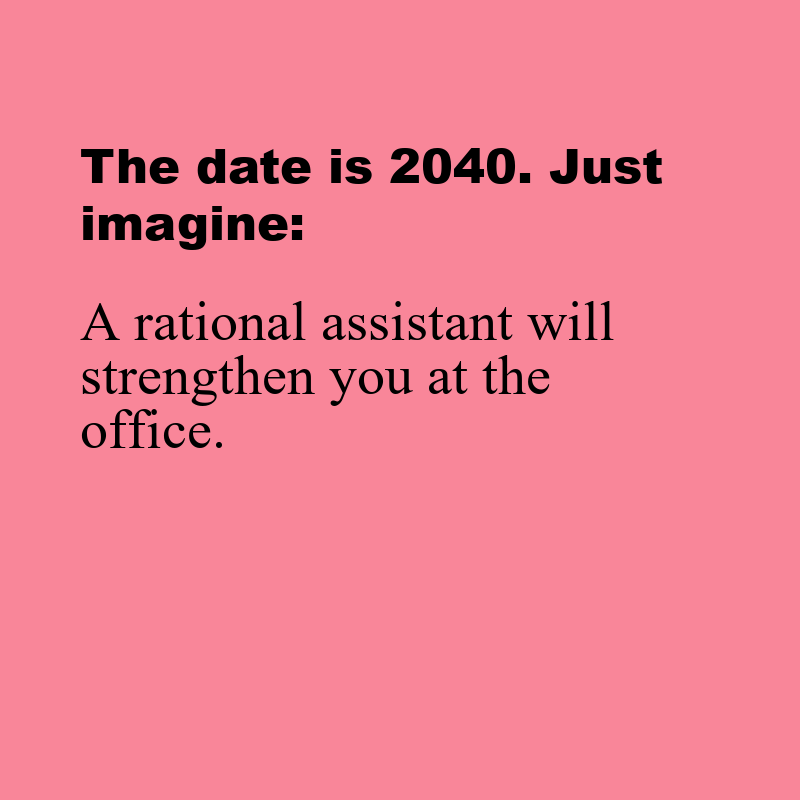 The date is 2040. Just
imagine:
A rational assistant will
strengthen you at the
office.